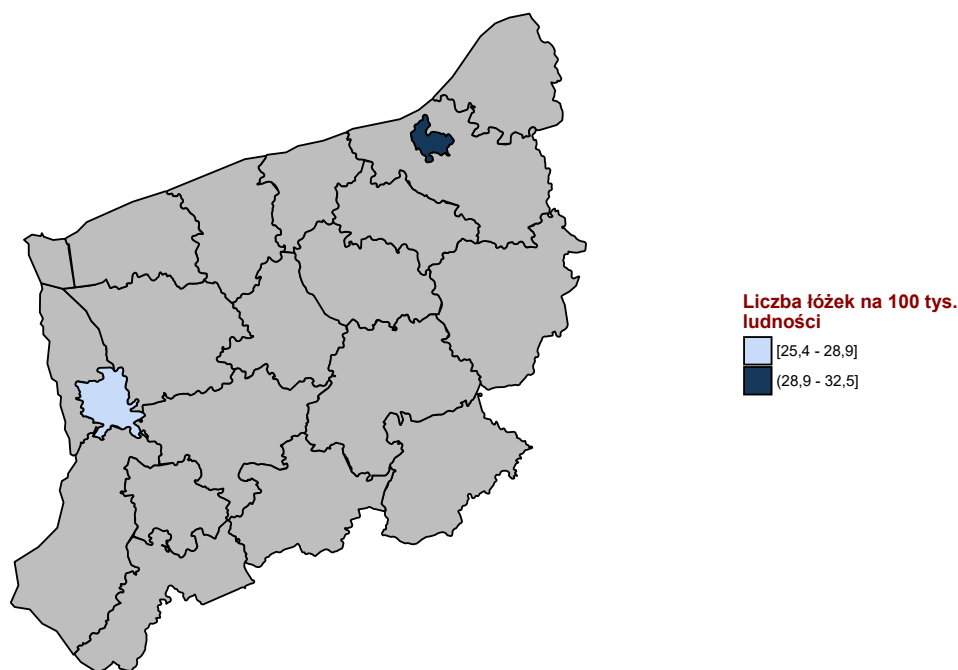 Liczba łóżek na 100 tys.
ludności
[25,4 - 28,9]
(28,9 - 32,5]